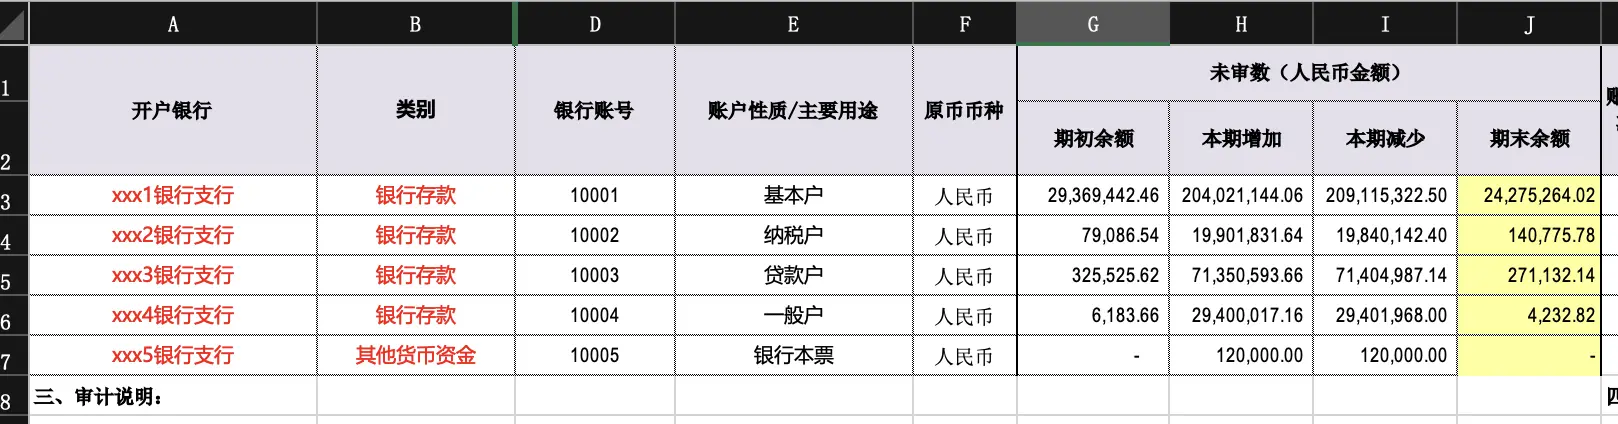 A B D E F G H I J
1 未审数（人民币金额）
开户银行 类别 银行账号 账户性质/主要用途 原币币种
2 期初余额 本期增加 本期减少 期末余额
3 xxx1银行支行 银行存款 10001 基本户 人民币 29,369,442.46 204,021,144.06 209,115,322.50 24,275,264.02
4 xxx2银行支行 银行存款 10002 纳税户 人民币 79,086.54 19,901,831.64 19,840,142.40 140,775.78
5 xxx3银行支行 银行存款 10003 贷款户 人民币 325,525.62 71,350,593.66 71,404,987.14 271,132.14
6 xxx4银行支行 银行存款 10004 一般户 人民币 6,183.66 29,400,017.16 29,401,968.00 4,232.82
7 xxx5银行支行 其他货币资金 10005 银行本票 人民币 - 120,000.00 120,000.00 -
8 三、审计说明：